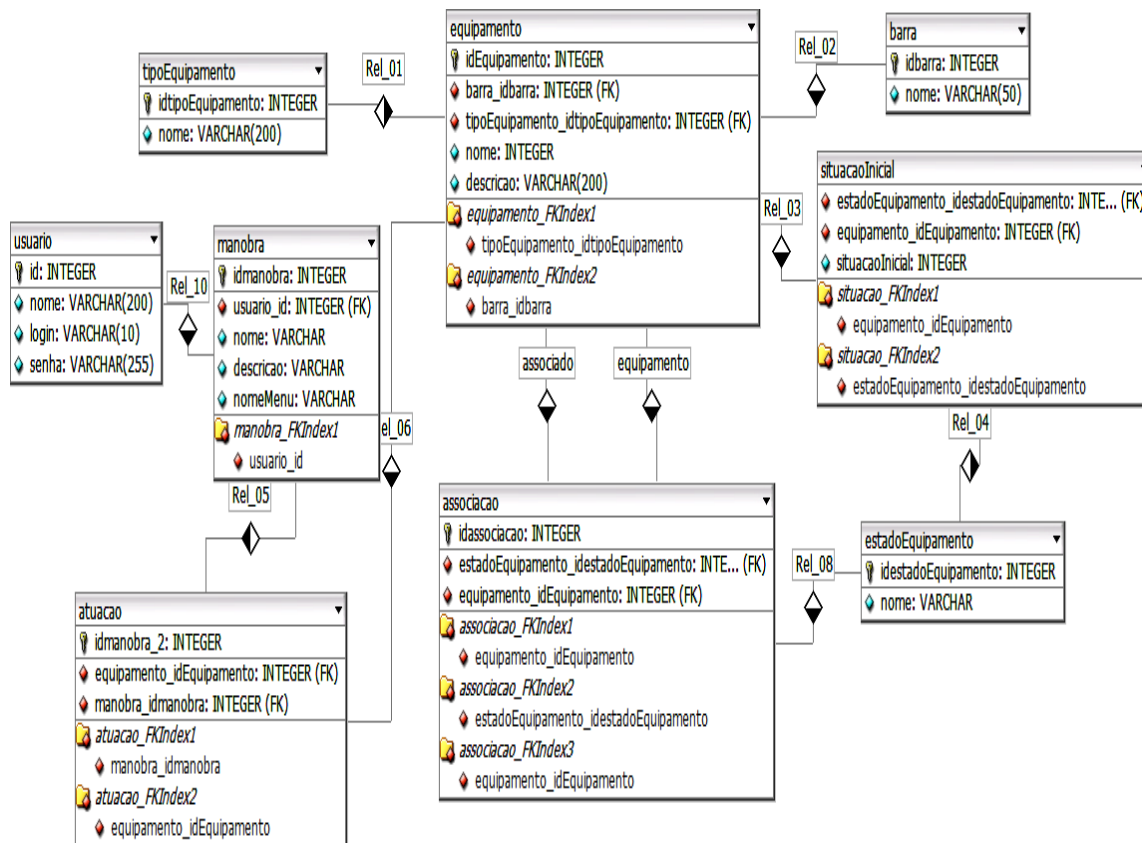 equipamento
idEquipamento: INTEGER
barra_idbarra: INTEGER (FK)
tipoEquipamento_idtipoEquipamento: INTEGER (FK)
nome: INTEGER
descricao: VARCHAR(200)
equipamento_FKIndex1
tipoEquipamento_idtipoEquipamento
equipamento_FKIndex2
barra_idbarra
Rel_02
barra
idbarra: INTEGER
nome: VARCHAR(50)
Rel_01
tipoEquipamento
idtipoEquipamento: INTEGER
nome: VARCHAR(200)
situacaoInicial
estadoEquipamento_idestadoEquipamento: INTE... (FK)
equipamento_idEquipamento: INTEGER (FK)
situacaoInicial: INTEGER
situacao_FKIndex1
equipamento_idEquipamento
situacao_FKIndex2
estadoEquipamento_idestadoEquipamento
Rel_03
usuario
id: INTEGER
nome: VARCHAR(200)
login: VARCHAR(10)
senha: VARCHAR(255)
Rel_10
manobra
idmanobra: INTEGER
usuario_id: INTEGER (FK)
nome: VARCHAR
descricao: VARCHAR
nomeMenu: VARCHAR
manobra_FKIndex1
usuario_id
associado
equipamento
el_06
Rel_04
Rel_05
associacao
idassociacao: INTEGER
estadoEquipamento_idestadoEquipamento: INTE... (FK)
equipamento_idEquipamento: INTEGER (FK)
associacao_FKIndex1
equipamento_idEquipamento
associacao_FKIndex2
estadoEquipamento_idestadoEquipamento
associacao_FKIndex3
equipamento_idEquipamento
Rel_08
estadoEquipamento
idestadoEquipamento: INTEGER
nome: VARCHAR
atuacao
idmanobra_2: INTEGER
equipamento_idEquipamento: INTEGER (FK)
manobra_idmanobra: INTEGER (FK)
atuacao_FKIndex1
manobra_idmanobra
atuacao_FKIndex2
equipamento_idEquipamento